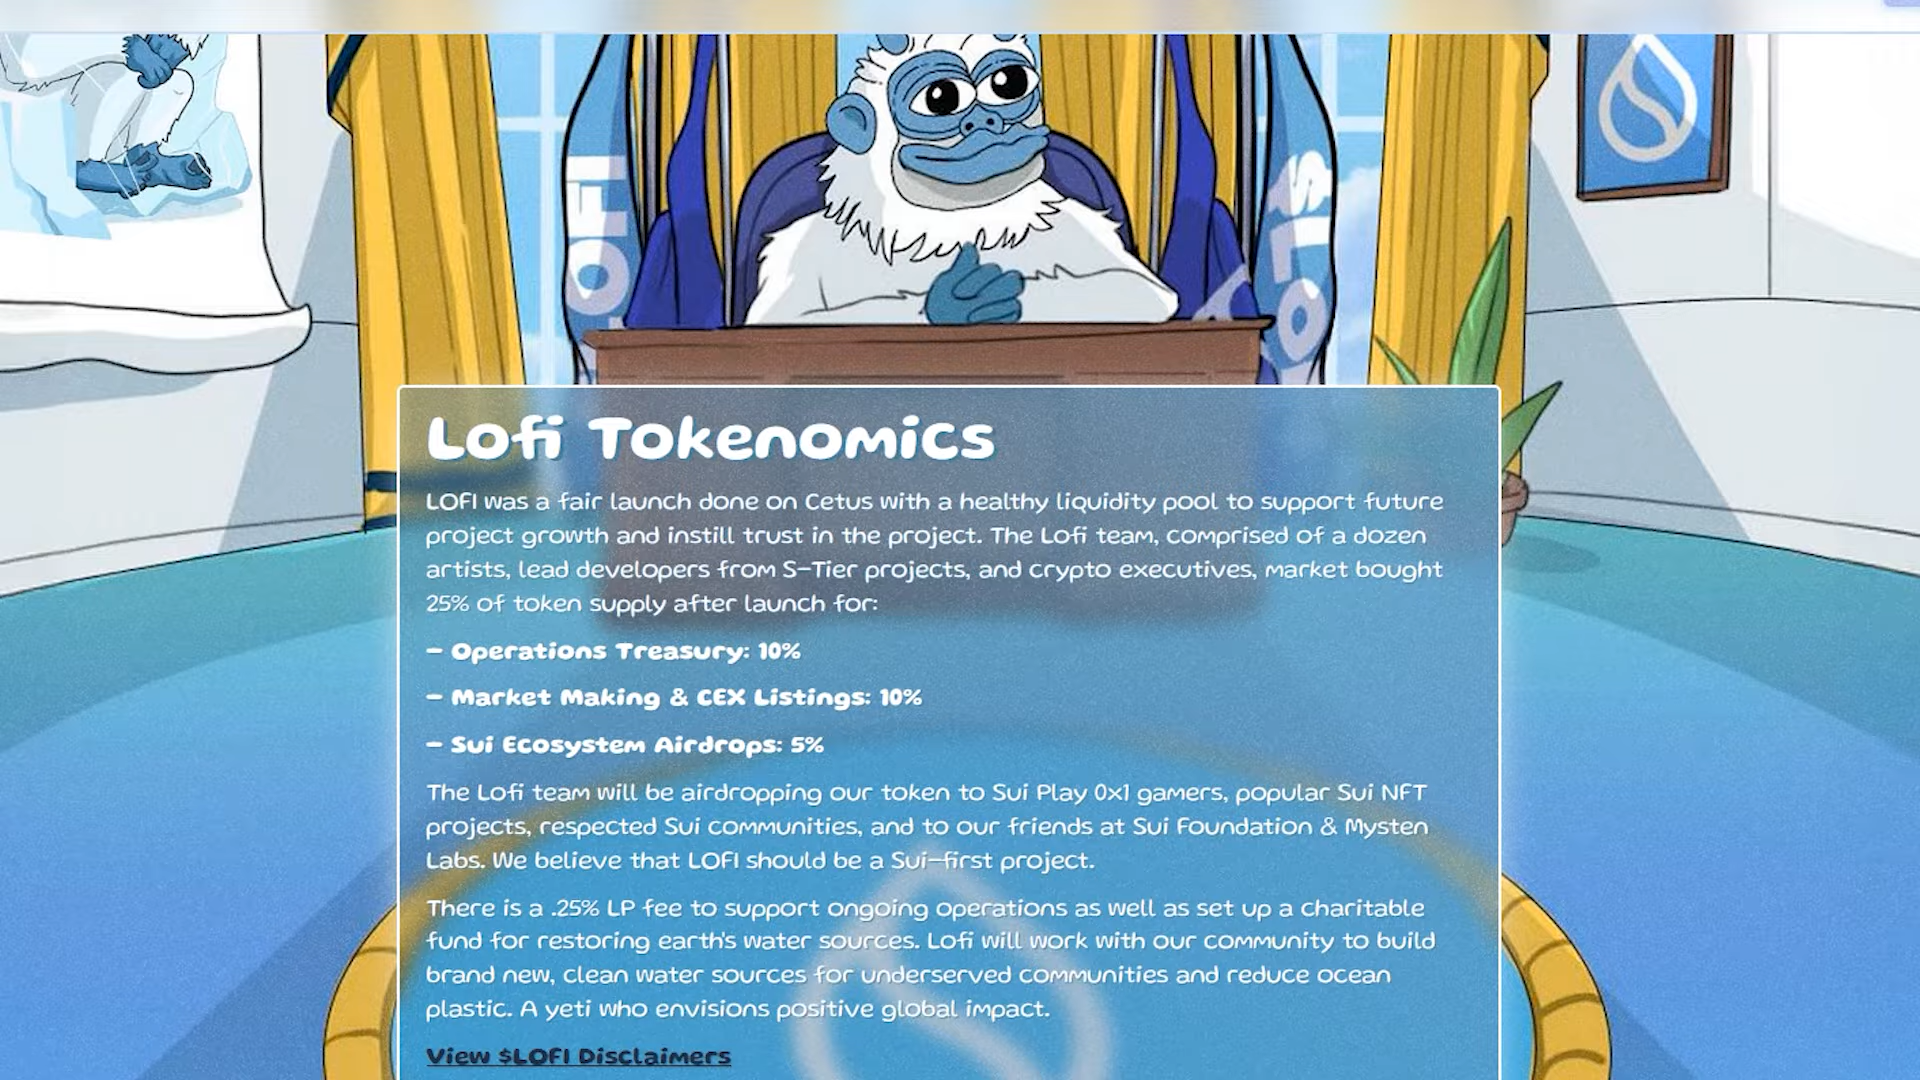 LOFI
LOFI
Lofi Tokenomics
LOFI was a fair launch done on Cetus with a healthy liquidity pool to support future
project growth and instill trust in the project. The Lofi team, comprised of a dozen
artists, lead developers from S-Tier projects, and crypto executives, market bought
25% of token supply after launch for:
- Operations Treasury: 10%
- Market Making & CEX Listings: 10%
- Sui Ecosystem Airdrops: 5%
The Lofi team will be airdropping our token to Sui Play 0x1 gamers, popular Sui NFT
projects, respected Sui communities, and to our friends at Sui Foundation & Mysten
Labs. We believe that LOFI should be a Sui-first project.
There is a .25% LP fee to support ongoing operations as well as set up a charitable
fund for restoring earth's water sources. Lofi will work with our community to build
brand new, clean water sources for underserved communities and reduce ocean
plastic. A yeti who envisions positive global impact.
View $LOFI Disclaimers